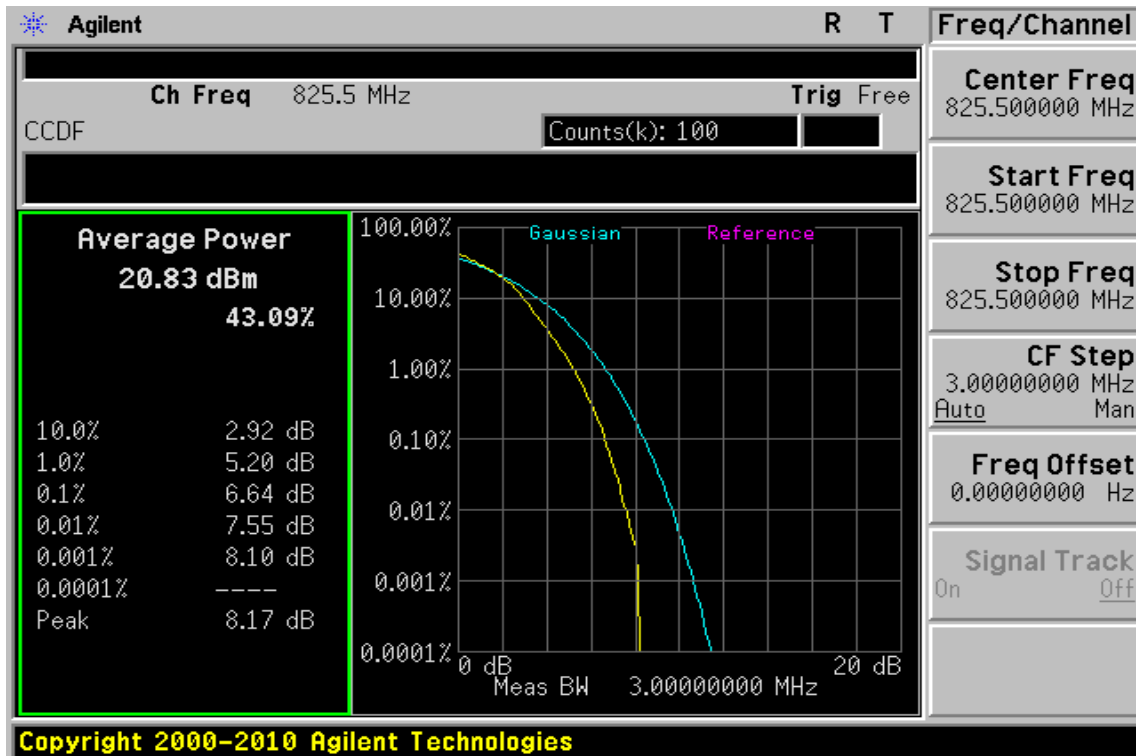 Agilent R T
Ch Freq 825.5 MHz Trig Free
CCDF Counts(k): 100
Average Power
20.83 dBm
43.09%
10.0% 2.92 dB
1.0% 5.20 dB
0.1% 6.64 dB
0.01% 7.55 dB
0.001% 8.10 dB
0.0001% ----
Peak 8.17 dB
100.00%
10.00%
1.00%
0.10%
0.01%
0.001%
0.0001%
Gaussian Reference
0 dB 20 dB
Meas BW 3.00000000 MHz
Freq/Channel
Center Freq
825.500000 MHz
Start Freq
825.500000 MHz
Stop Freq
825.500000 MHz
CF Step
3.00000000 MHz
Auto Man
Freq Offset
0.00000000 Hz
Signal Track
On Off
Copyright 2000-2010 Agilent Technologies